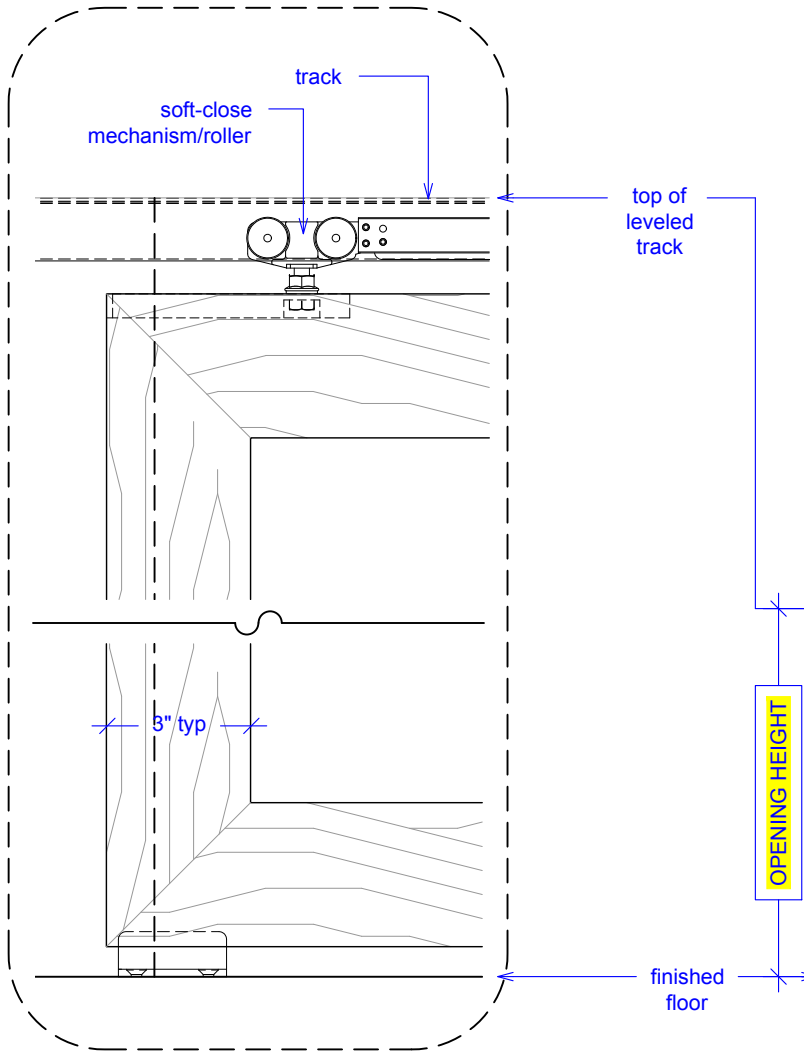 track
soft-close
mechanism/roller
top of
leveled
track
3" typ
OPENING HEIGHT
finished
floor